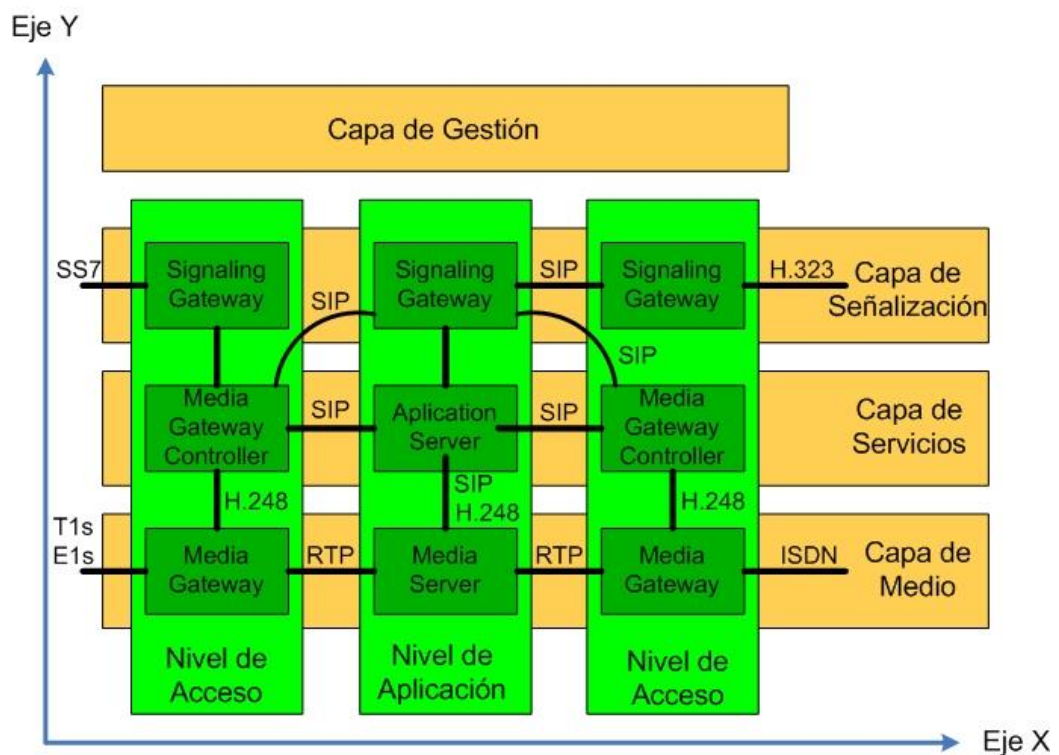 Eje Y
Capa de Gestión
SS7
Signaling
Gateway
SIP
Signaling
Gateway
SIP
Signaling
Gateway
H.323
Capa de
Señalización
SIP
Media
Gateway
Controller
SIP
Aplication
Server
SIP
Media
Gateway
Controller
Capa de
Servicios
H.248
SIP
H.248
H.248
T1s
E1s
Media
Gateway
RTP
Media
Server
RTP
Media
Gateway
ISDN
Capa de
Medio
Nivel de
Acceso
Nivel de
Aplicación
Nivel de
Acceso
Eje X